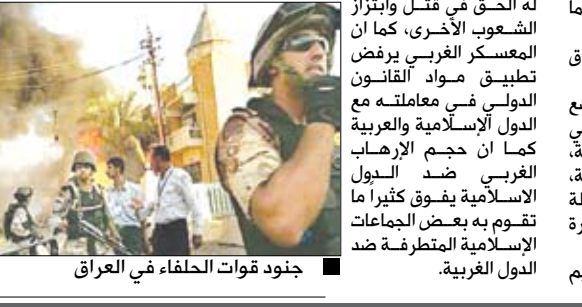 له الحق في قتل وابتزاز
الشعوب الأخرى، كما ان
المعسكر الغربي يرفض
تطبيق مواد القانون
الدولي في معاملته مع
الدول الإسلامية والعربية
كما ان حجم الإرهاب
الغربي ضد الدول
الاسلامية يفوق كثيراً ما
تقوم به بعض الجماعات
الإسلامية المتطرفة ضد
الدول الغربية.
جنود قوات الحلفاء في العراق